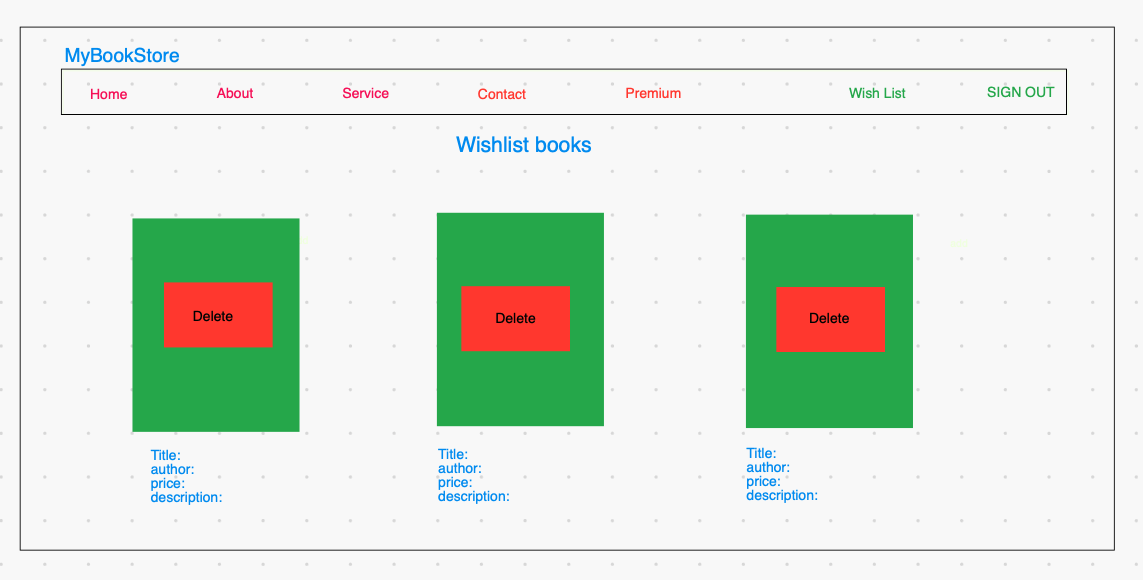 MyBookStore
Home About Service Contact Premium Wish List SIGN OUT
Wishlist books
Delete Delete Delete
Title:
author:
price:
description:
Title:
author:
price:
description:
Title:
author:
price:
description: